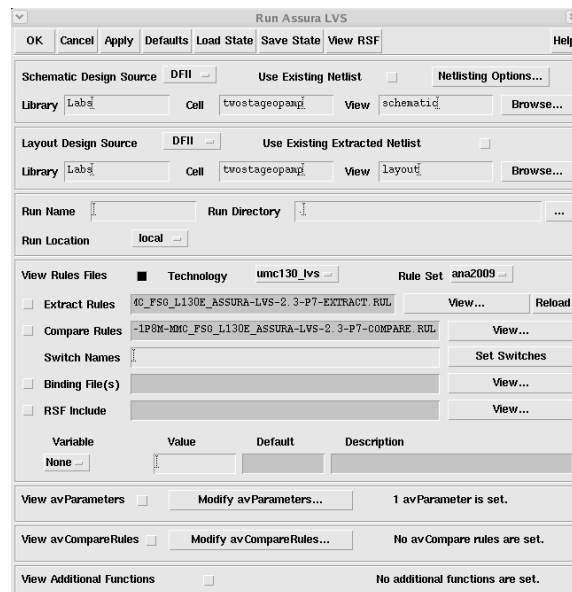 Run Assura LVS
OK Cancel Apply Defaults Load State Save State View RSF Help
Schematic Design Source DFII Use Existing Netlist Netlisting Options...
Library Labs Cell twostageopamp View schematic Browse...
Layout Design Source DFII Use Existing Extracted Netlist
Library Labs Cell twostageopamp View layout Browse...
Run Name Run Directory . ...
Run Location local
View Rules Files Technology umc130_lvs Rule Set ana2009
Extract Rules MC_FSG_L130E_ASSURA-LVS-2.3-P7-EXTRACT.RUL View... Reload
Compare Rules -1P8M-MMC_FSG_L130E_ASSURA-LVS-2.3-P7-COMPARE.RUL View...
Switch Names Set Switches
Binding File(s) View...
RSF Include View...
Variable Value Default Description
None
View avParameters Modify avParameters... 1 avParameter is set.
View avCompareRules Modify avCompareRules... No avCompare rules are set.
View Additional Functions No additional functions are set.